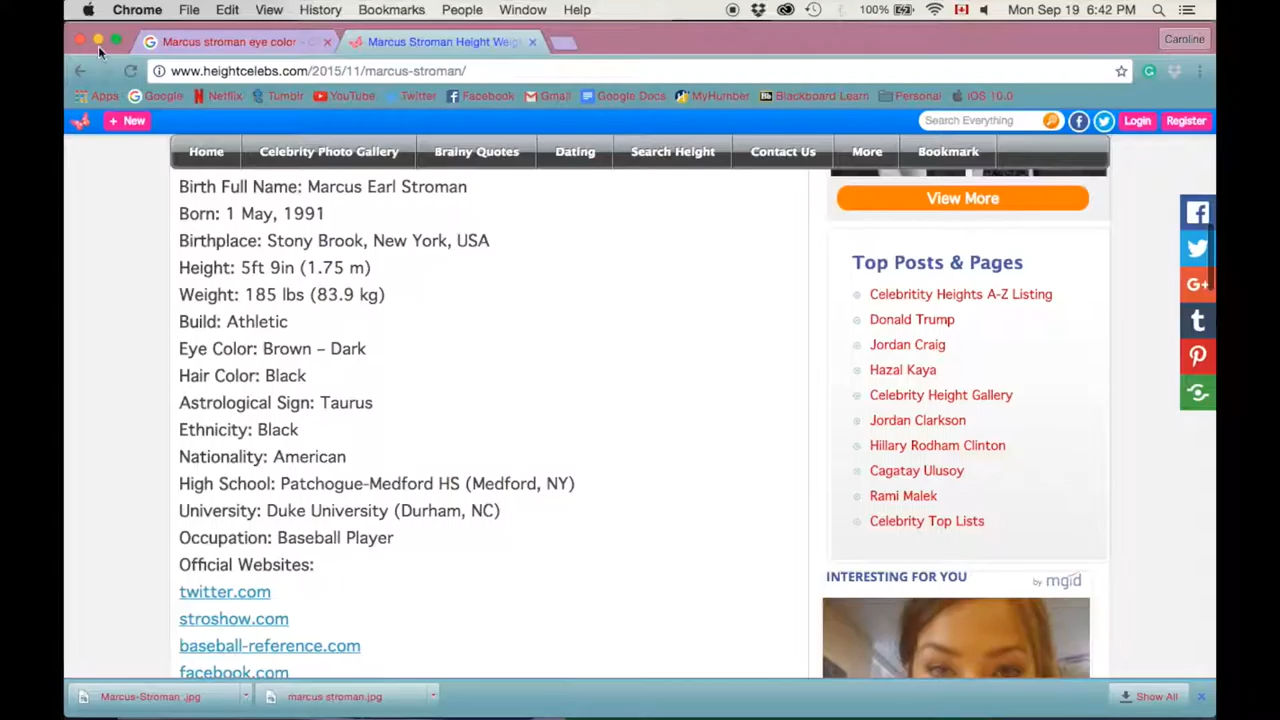 Chrome File Edit View History Bookmarks People Window Help 100% Mon Sep 19 6:42 PM
Marcus stroman eye color - Marcus Stroman Height Weig Caroline
www.heightcelebs.com/2015/11/marcus-stroman/
Apps Google Netflix Tumblr YouTube Twitter Facebook Gmail Google Docs MyHumber Blackboard Learn Personal iOS 10.0
+ New Search Everything Login Register
Home Celebrity Photo Gallery Brainy Quotes Dating Search Height Contact Us More Bookmark
Birth Full Name: Marcus Earl Stroman
Born: 1 May, 1991
Birthplace: Stony Brook, New York, USA
Height: 5ft 9in (1.75 m)
Weight: 185 lbs (83.9 kg)
Build: Athletic
Eye Color: Brown – Dark
Hair Color: Black
Astrological Sign: Taurus
Ethnicity: Black
Nationality: American
High School: Patchogue-Medford HS (Medford, NY)
University: Duke University (Durham, NC)
Occupation: Baseball Player
Official Websites:
twitter.com
stroshow.com
baseball-reference.com
facebook.com
View More
Top Posts & Pages
Celebritity Heights A-Z Listing
Donald Trump
Jordan Craig
Hazal Kaya
Celebrity Height Gallery
Jordan Clarkson
Hillary Rodham Clinton
Cagatay Ulusoy
Rami Malek
Celebrity Top Lists
INTERESTING FOR YOU by mgid
Marcus-Stroman .jpg marcus stroman.jpg Show All